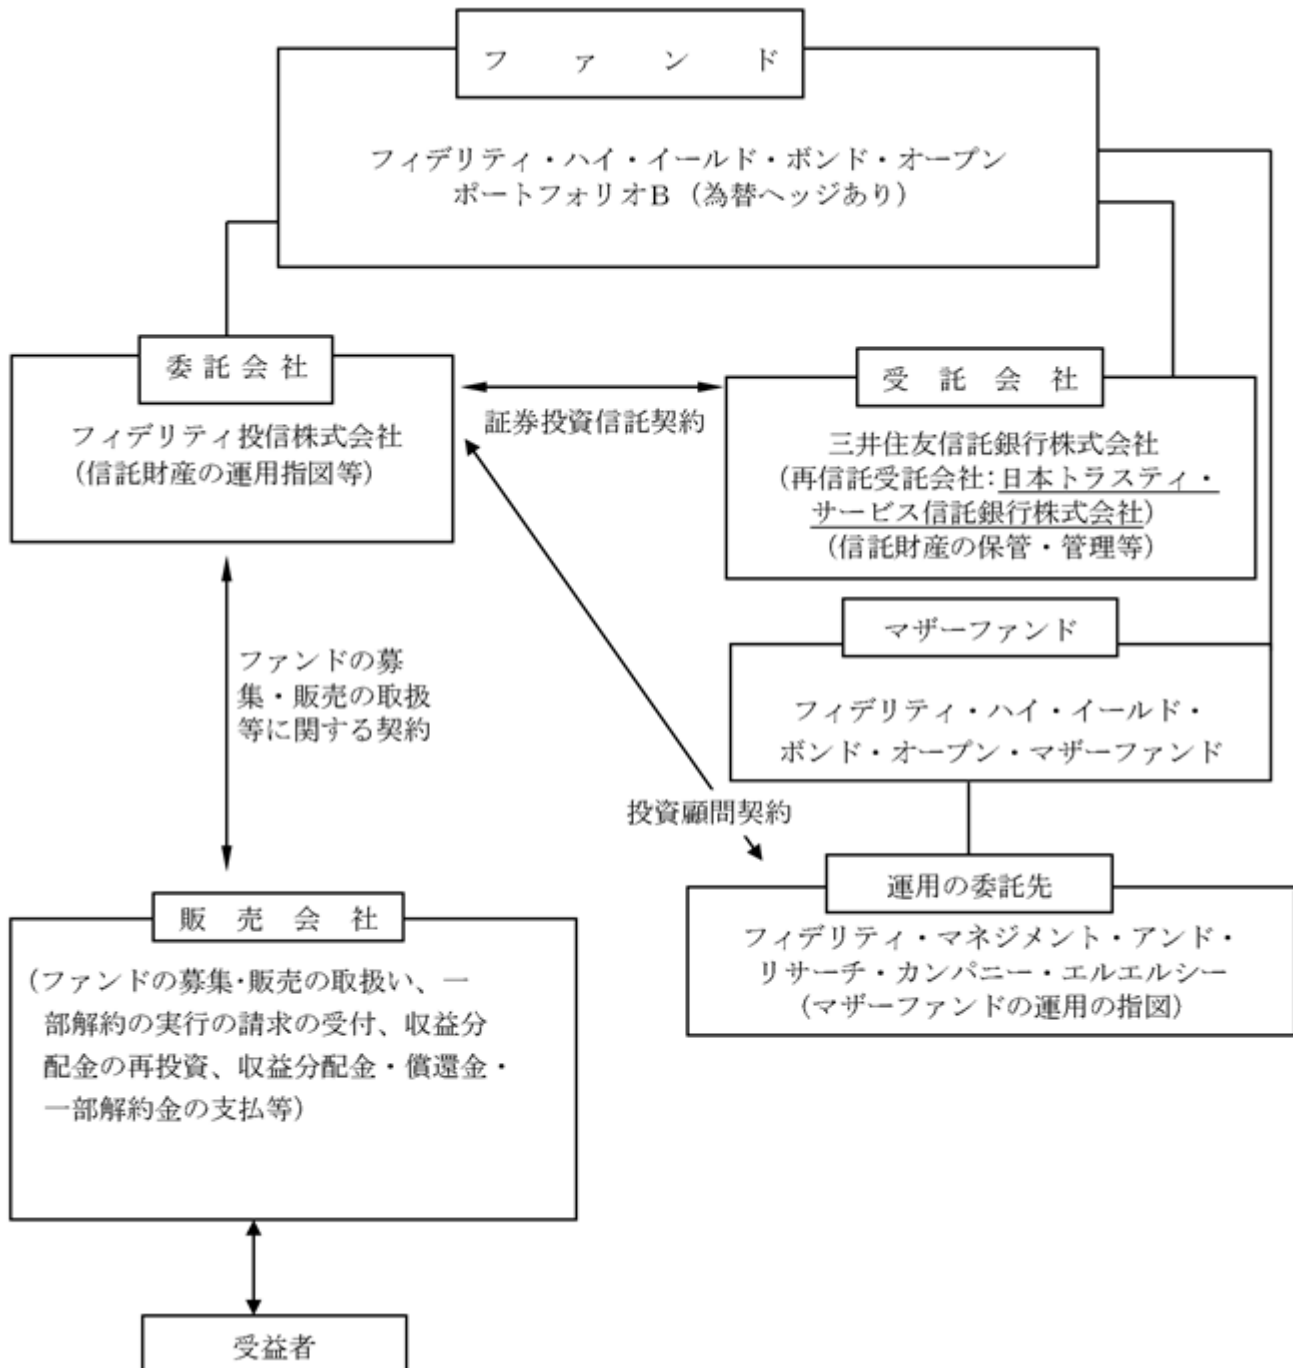 ファンド
フィデリティ・ハイ・イールド・ボンド・オープン
ポートフォリオB（為替ヘッジあり）
委託会社
フィデリティ投信株式会社
（信託財産の運用指図等）
証券投資信託契約
受託会社
三井住友信託銀行株式会社
（再信託受託会社：日本トラスティ・
サービス信託銀行株式会社）
（信託財産の保管・管理等）
マザーファンド
フィデリティ・ハイ・イールド・
ボンド・オープン・マザーファンド
ファンドの募
集・販売の取扱
等に関する契約
投資顧問契約
運用の委託先
フィデリティ・マネジメント・アンド・
リサーチ・カンパニー・エルエルシー
（マザーファンドの運用の指図）
販売会社
（ファンドの募集・販売の取扱い、一
部解約の実行の請求の受付、収益分
配金の再投資、収益分配金・償還金・
一部解約金の支払等）
受益者